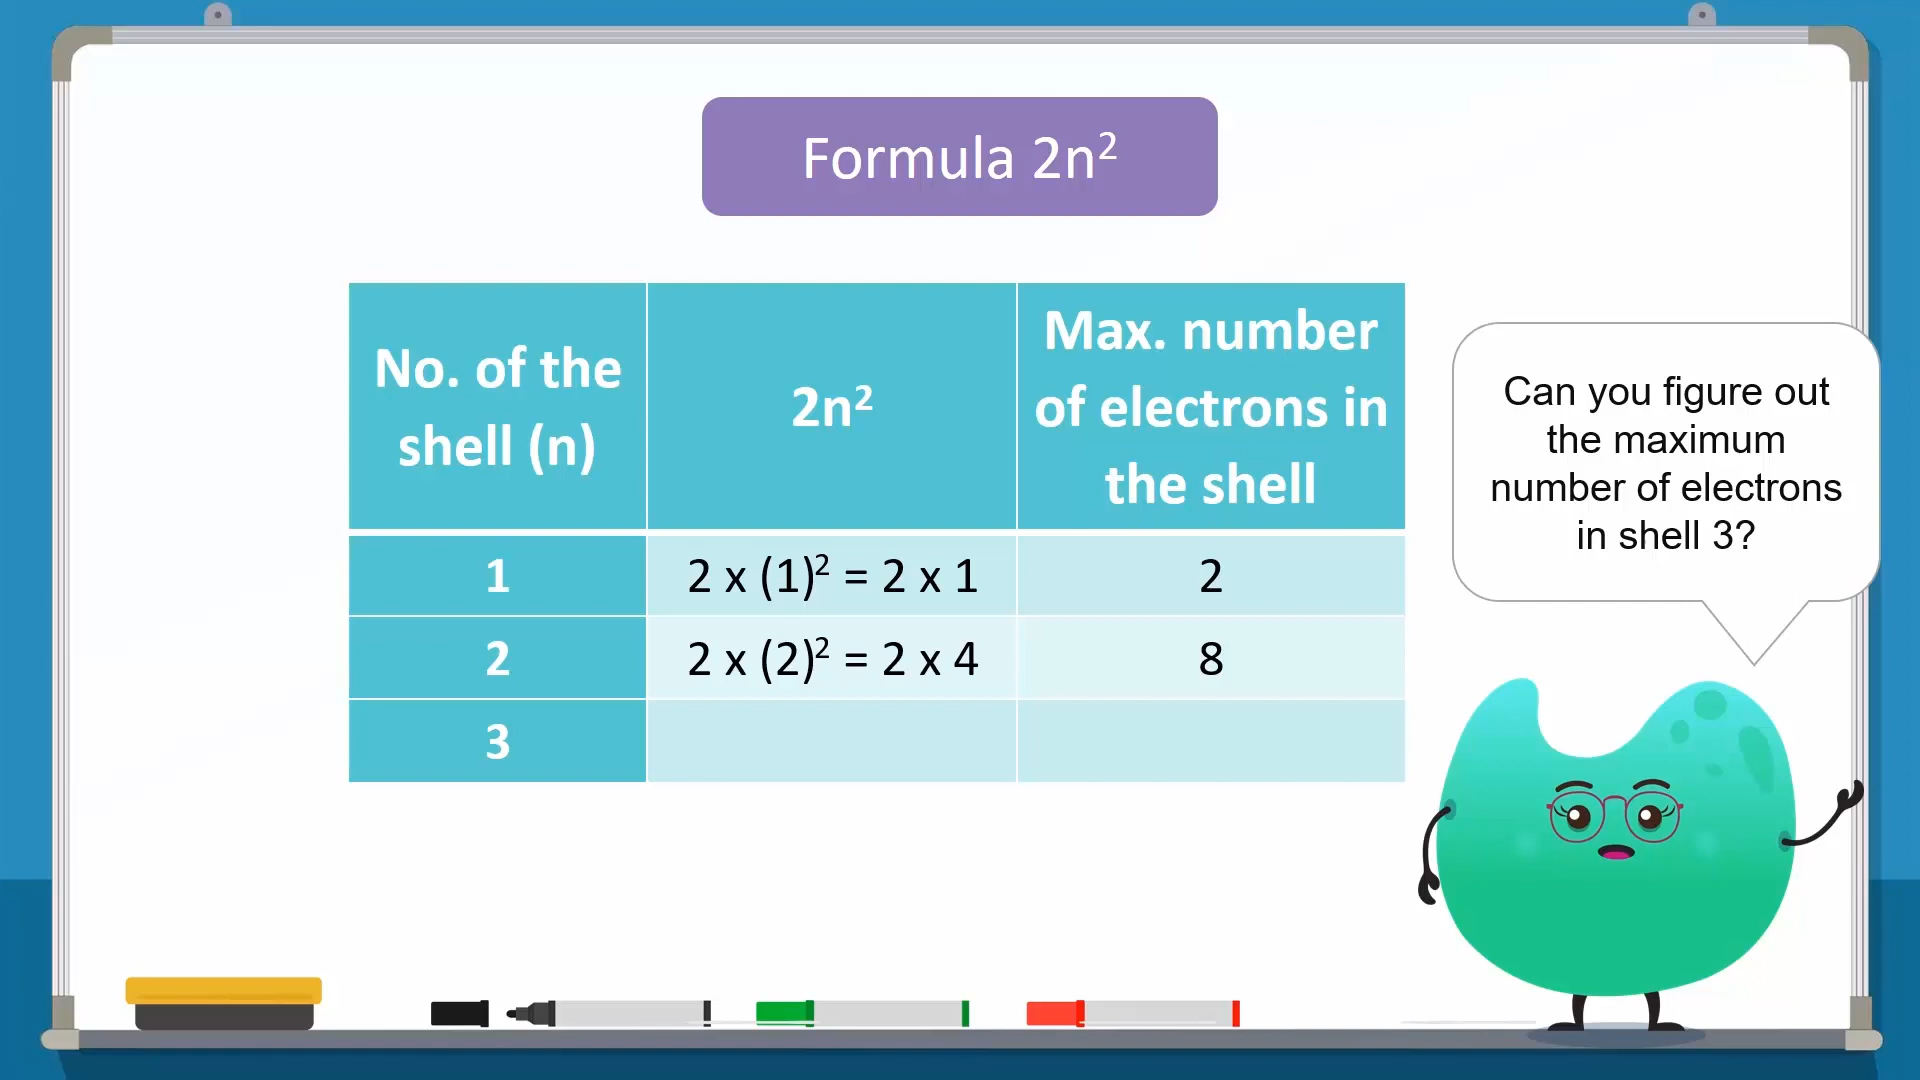 Formula 2n²
No. of the
shell (n)
2n²
Max. number
of electrons in
the shell
1
2 x (1)² = 2 x 1
2
2
2 x (2)² = 2 x 4
8
3
Can you figure out
the maximum
number of electrons
in shell 3?